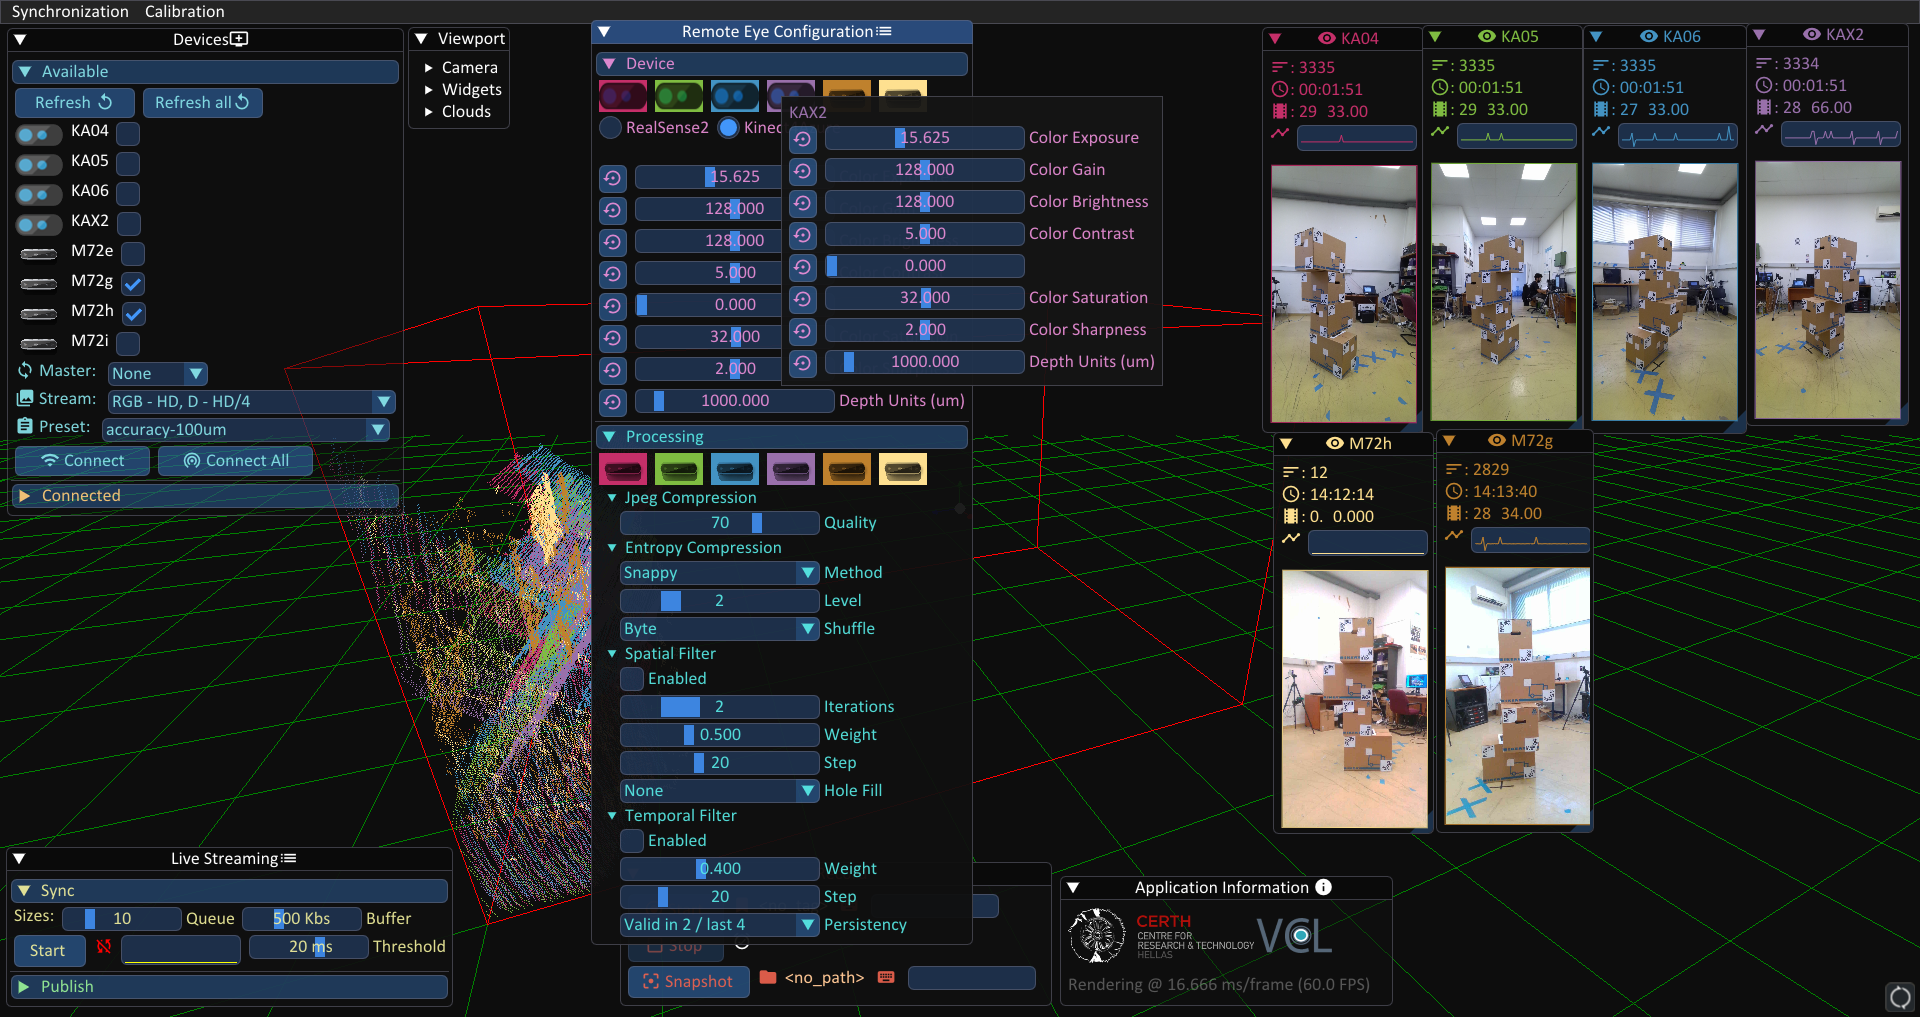 Synchronization Calibration
Devices
Available
Refresh Refresh all
KA04
KA05
KA06
KAX2
M72e
M72g
M72h
M72i
Master: None
Stream: RGB - HD, D - HD/4
Preset: accuracy-100um
Connect Connect All
Connected
Viewport
Camera
Widgets
Clouds
Remote Eye Configuration
Device
RealSense2 Kinec
15.625
128.000
128.000
5.000
0.000
32.000
2.000
1000.000 Depth Units (um)
KAX2
15.625 Color Exposure
128.000 Color Gain
128.000 Color Brightness
5.000 Color Contrast
0.000
32.000 Color Saturation
2.000 Color Sharpness
1000.000 Depth Units (um)
Processing
Jpeg Compression
70 Quality
Entropy Compression
Snappy Method
2 Level
Byte Shuffle
Spatial Filter
Enabled
2 Iterations
0.500 Weight
20 Step
None Hole Fill
Temporal Filter
Enabled
0.400 Weight
20 Step
Valid in 2 / last 4 Persistency
Stop
Snapshot <no_path>
KA04
: 3335
: 00:01:51
: 29 33.00
KA05
: 3335
: 00:01:51
: 29 33.00
KA06
: 3335
: 00:01:51
: 27 33.00
KAX2
: 3334
: 00:01:51
: 28 66.00
M72h
: 12
: 14:12:14
: 0. 0.000
M72g
: 2829
: 14:13:40
: 28 34.00
Live Streaming
Sync
Sizes: 10 Queue 500 Kbs Buffer
Start 20 ms Threshold
Publish
Application Information
CERTH
CENTRE FOR
RESEARCH & TECHNOLOGY
HELLAS
VCL
Rendering @ 16.666 ms/frame (60.0 FPS)